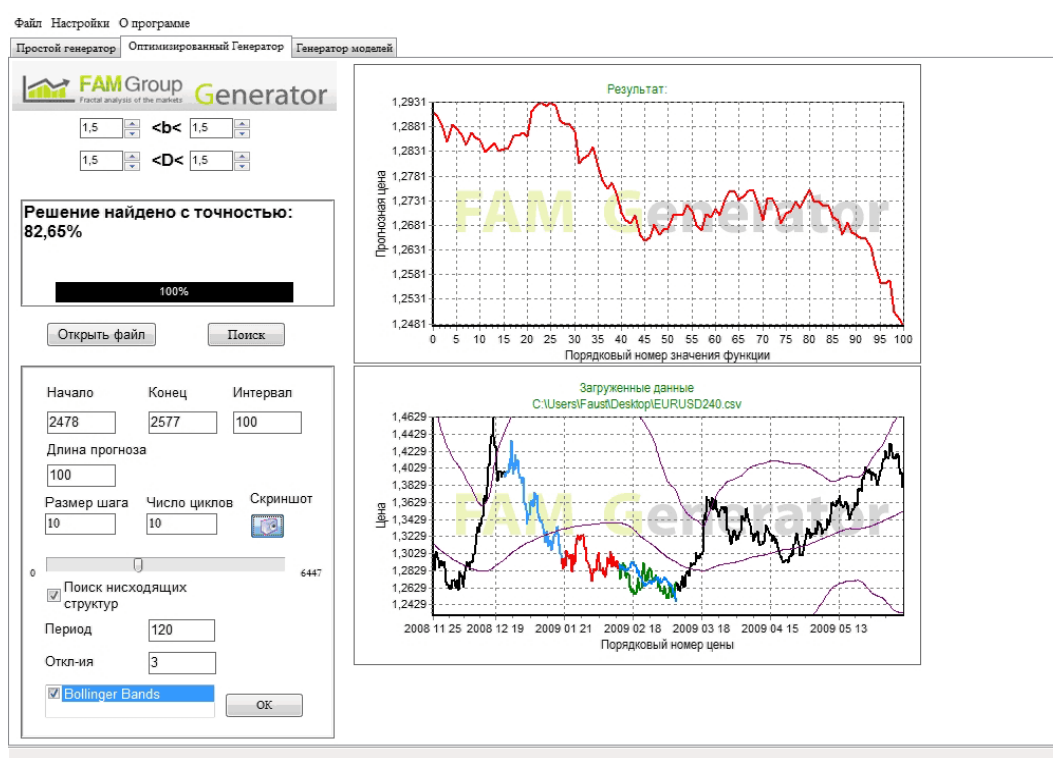 Файл Настройки О программе
Простой генератор Оптимизированный Генератор Генератор моделей
FAMGroup
Fractal analysis of the markets
Generator
1,5 <b< 1,5
1,5 <D< 1,5
Решение найдено с точностью:
82,65%
100%
Открыть файл Поиск
Начало Конец Интервал
2478 2577 100
Длина прогноза
100
Размер шага Число циклов Скриншот
10 10
0 6447
Поиск нисходящих
структур
Период 120
Откл-ия 3
Bollinger Bands
OK
Результат:
Прогнозная цена
1,2931
1,2881
1,2831
1,2781
1,2731
1,2681
1,2631
1,2581
1,2531
1,2481
FAM Generator
0 5 10 15 20 25 30 35 40 45 50 55 60 65 70 75 80 85 90 95 100
Порядковый номер значения функции
Загруженные данные
C:\Users\Faust\Desktop\EURUSD240.csv
Цена
1,4629
1,4429
1,4229
1,4029
1,3829
1,3629
1,3429
1,3229
1,3029
1,2829
1,2629
1,2429
FAM Generator
2008 11 25 2008 12 19 2009 01 21 2009 02 18 2009 03 18 2009 04 15 2009 05 13
Порядковый номер цены